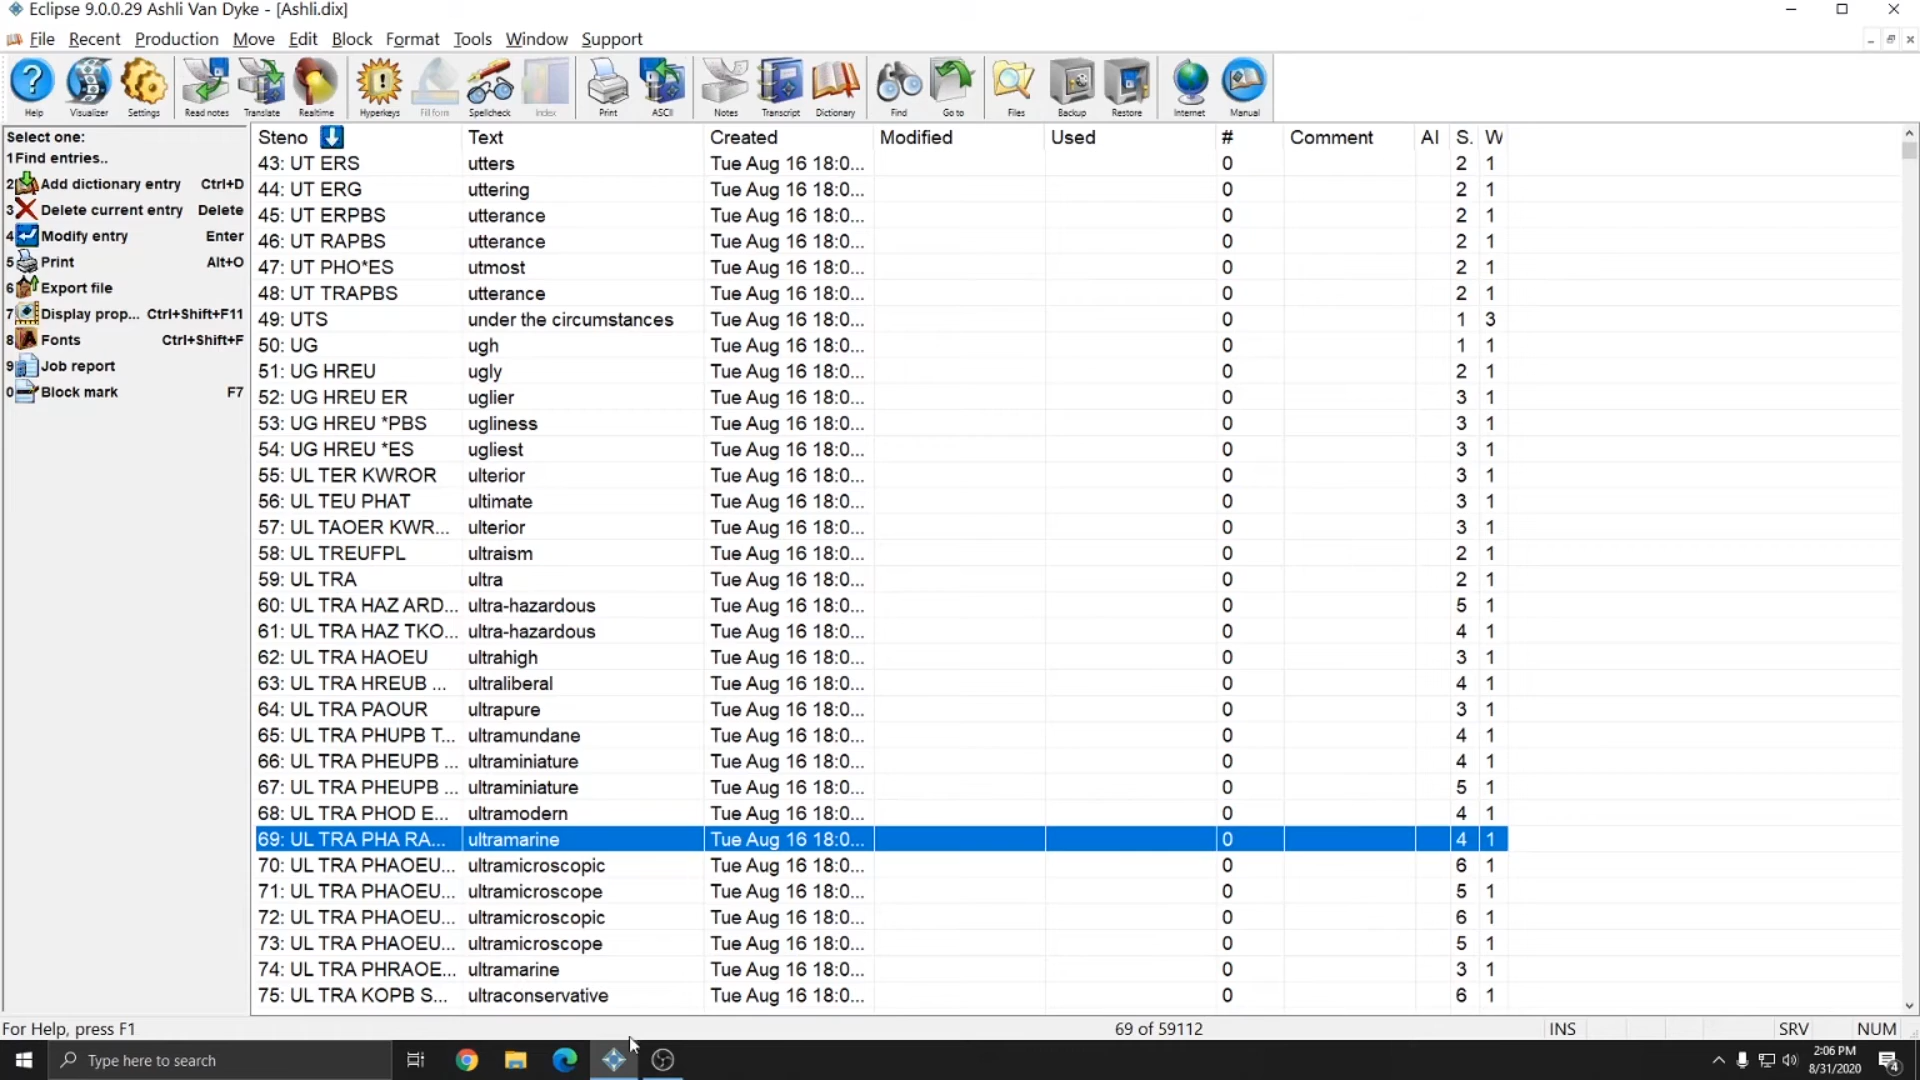 Eclipse 9.0.0.29 Ashli Van Dyke - [Ashli.dix]
File Recent Production Move Edit Block Format Tools Window Support
Help Visualizer Settings Read notes Translate Realtime Hyperkeys Fill form Spellcheck Index Print ASCII Notes Transcript Dictionary Find Go to Files Backup Restore Internet Manual
Select one:
1Find entries..
2 Add dictionary entry Ctrl+D
3 Delete current entry Delete
4 Modify entry Enter
5 Print Alt+O
6 Export file
7 Display prop... Ctrl+Shift+F11
8 Fonts Ctrl+Shift+F
9 Job report
0 Block mark F7
Steno Text Created Modified Used # Comment AI S. W
43: UT ERS utters Tue Aug 16 18:0... 0 2 1
44: UT ERG uttering Tue Aug 16 18:0... 0 2 1
45: UT ERPBS utterance Tue Aug 16 18:0... 0 2 1
46: UT RAPBS utterance Tue Aug 16 18:0... 0 2 1
47: UT PHO*ES utmost Tue Aug 16 18:0... 0 2 1
48: UT TRAPBS utterance Tue Aug 16 18:0... 0 2 1
49: UTS under the circumstances Tue Aug 16 18:0... 0 1 3
50: UG ugh Tue Aug 16 18:0... 0 1 1
51: UG HREU ugly Tue Aug 16 18:0... 0 2 1
52: UG HREU ER uglier Tue Aug 16 18:0... 0 3 1
53: UG HREU *PBS ugliness Tue Aug 16 18:0... 0 3 1
54: UG HREU *ES ugliest Tue Aug 16 18:0... 0 3 1
55: UL TER KWROR ulterior Tue Aug 16 18:0... 0 3 1
56: UL TEU PHAT ultimate Tue Aug 16 18:0... 0 3 1
57: UL TAOER KWR... ulterior Tue Aug 16 18:0... 0 3 1
58: UL TREUFPL ultraism Tue Aug 16 18:0... 0 2 1
59: UL TRA ultra Tue Aug 16 18:0... 0 2 1
60: UL TRA HAZ ARD... ultra-hazardous Tue Aug 16 18:0... 0 5 1
61: UL TRA HAZ TKO... ultra-hazardous Tue Aug 16 18:0... 0 4 1
62: UL TRA HAOEU ultrahigh Tue Aug 16 18:0... 0 3 1
63: UL TRA HREUB ... ultraliberal Tue Aug 16 18:0... 0 4 1
64: UL TRA PAOUR ultrapure Tue Aug 16 18:0... 0 3 1
65: UL TRA PHUPB T... ultramundane Tue Aug 16 18:0... 0 4 1
66: UL TRA PHEUPB ... ultraminiature Tue Aug 16 18:0... 0 4 1
67: UL TRA PHEUPB ... ultraminiature Tue Aug 16 18:0... 0 5 1
68: UL TRA PHOD E... ultramodern Tue Aug 16 18:0... 0 4 1
69: UL TRA PHA RA... ultramarine Tue Aug 16 18:0... 0 4 1
70: UL TRA PHAOEU... ultramicroscopic Tue Aug 16 18:0... 0 6 1
71: UL TRA PHAOEU... ultramicroscope Tue Aug 16 18:0... 0 5 1
72: UL TRA PHAOEU... ultramicroscopic Tue Aug 16 18:0... 0 6 1
73: UL TRA PHAOEU... ultramicroscope Tue Aug 16 18:0... 0 5 1
74: UL TRA PHRAOE... ultramarine Tue Aug 16 18:0... 0 3 1
75: UL TRA KOPB S... ultraconservative Tue Aug 16 18:0... 0 6 1
For Help, press F1 69 of 59112 INS SRV NUM
Type here to search
2:06 PM
8/31/2020
4